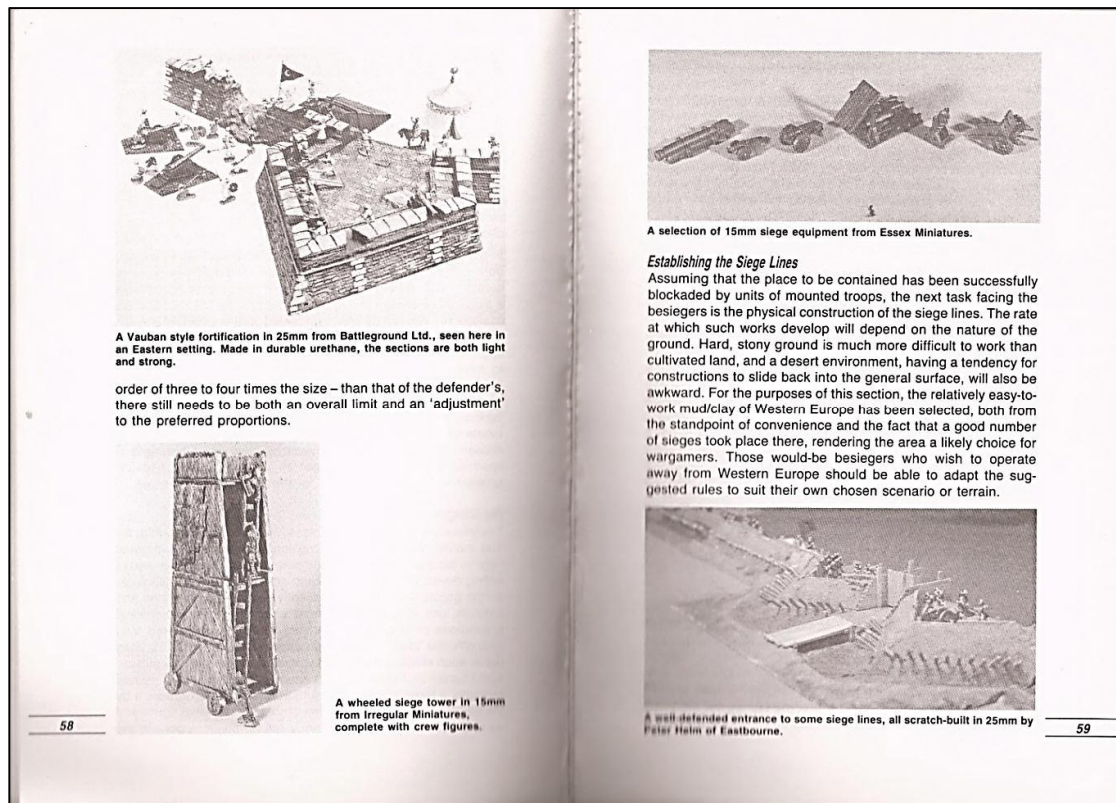 A Vauban style fortification in 25mm from Battleground Ltd., seen here in
an Eastern setting. Made in durable urethane, the sections are both light
and strong.
order of three to four times the size – than that of the defender's,
there still needs to be both an overall limit and an 'adjustment'
to the preferred proportions.
A wheeled siege tower in 15mm
from Irregular Miniatures,
complete with crew figures.
58
A selection of 15mm siege equipment from Essex Miniatures.
Establishing the Siege Lines
Assuming that the place to be contained has been successfully
blockaded by units of mounted troops, the next task facing the
besiegers is the physical construction of the siege lines. The rate
at which such works develop will depend on the nature of the
ground. Hard, stony ground is much more difficult to work than
cultivated land, and a desert environment, having a tendency for
constructions to slide back into the general surface, will also be
awkward. For the purposes of this section, the relatively easy-to-
work mud/clay of Western Europe has been selected, both from
the standpoint of convenience and the fact that a good number
of sieges took place there, rendering the area a likely choice for
wargamers. Those would-be besiegers who wish to operate
away from Western Europe should be able to adapt the sug-
gested rules to suit their own chosen scenario or terrain.
A well defended entrance to some siege lines, all scratch-built in 25mm by
Peter Helm of Eastbourne.
59